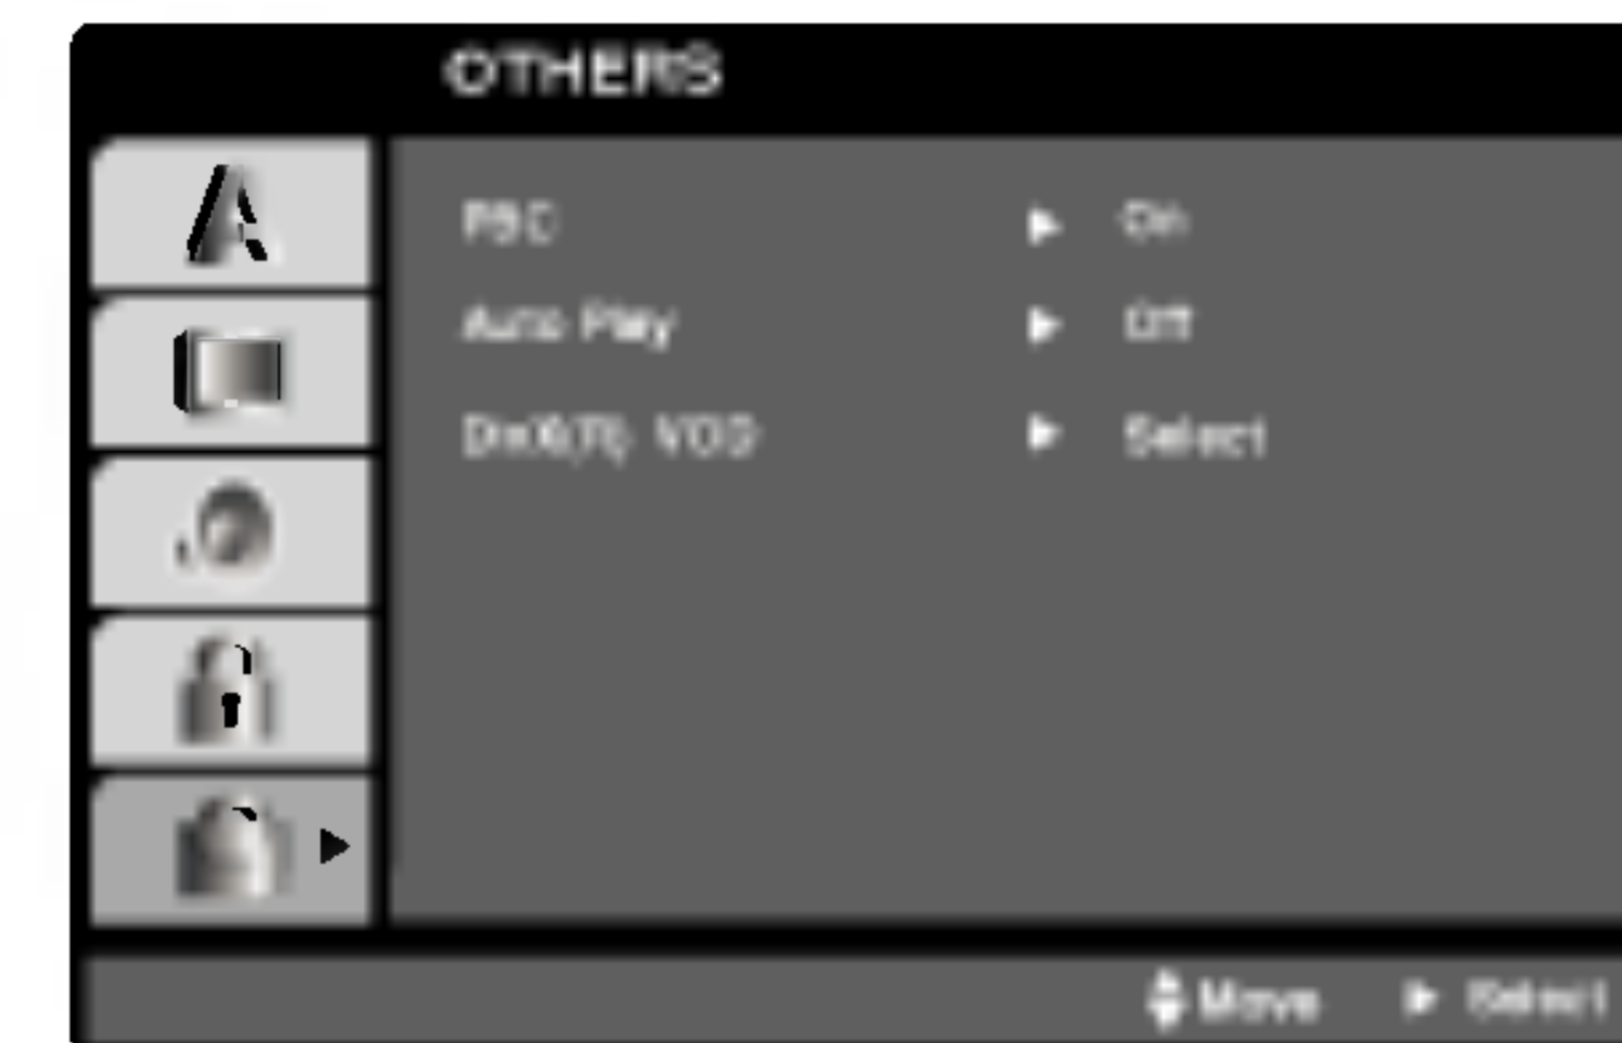 OTHERS
PBC On
Auto Play Off
DivX(R) VOD Select
Move Select